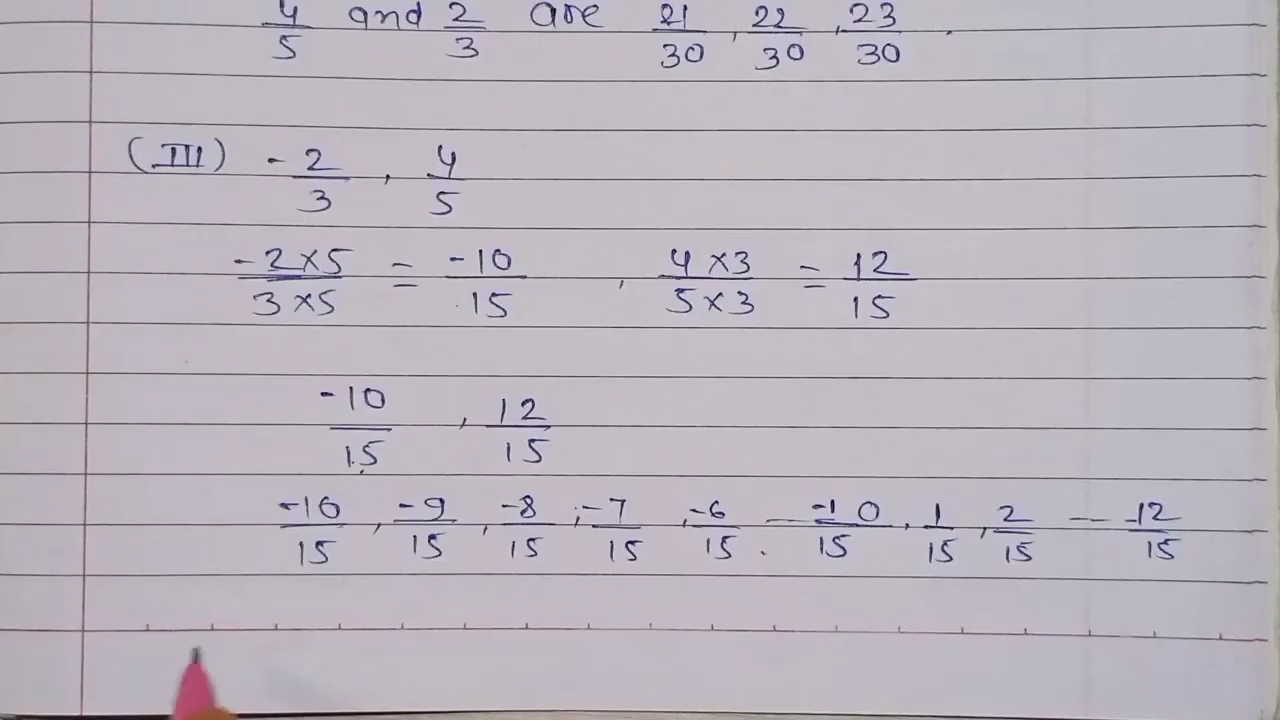 4/5 and 2/3 are 21/30, 22/30, 23/30.
(III) -2/3, 4/5
-2×5/3×5 = -10/15, 4×3/5×3 = 12/15
-10/15, 12/15
-10/15, -9/15, -8/15, -7/15, -6/15. — -1 0/15, 1/15, 2/15 — 12/15